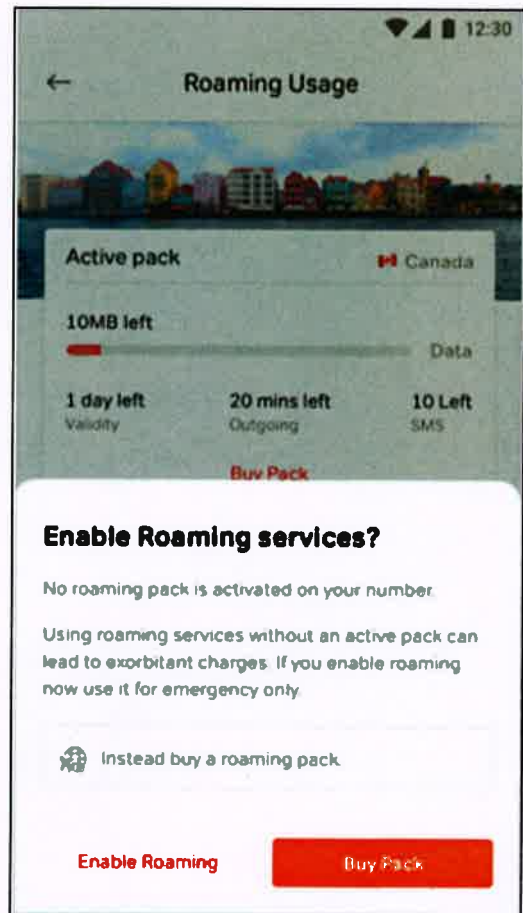 12:30
← Roaming Usage
Active pack Canada
10MB left
Data
1 day left 20 mins left 10 Left
Validity Outgoing SMS
Buy Pack
Enable Roaming services?
No roaming pack is activated on your number.
Using roaming services without an active pack can
lead to exorbitant charges. If you enable roaming
now use it for emergency only.
Instead buy a roaming pack
Enable Roaming Buy Pack